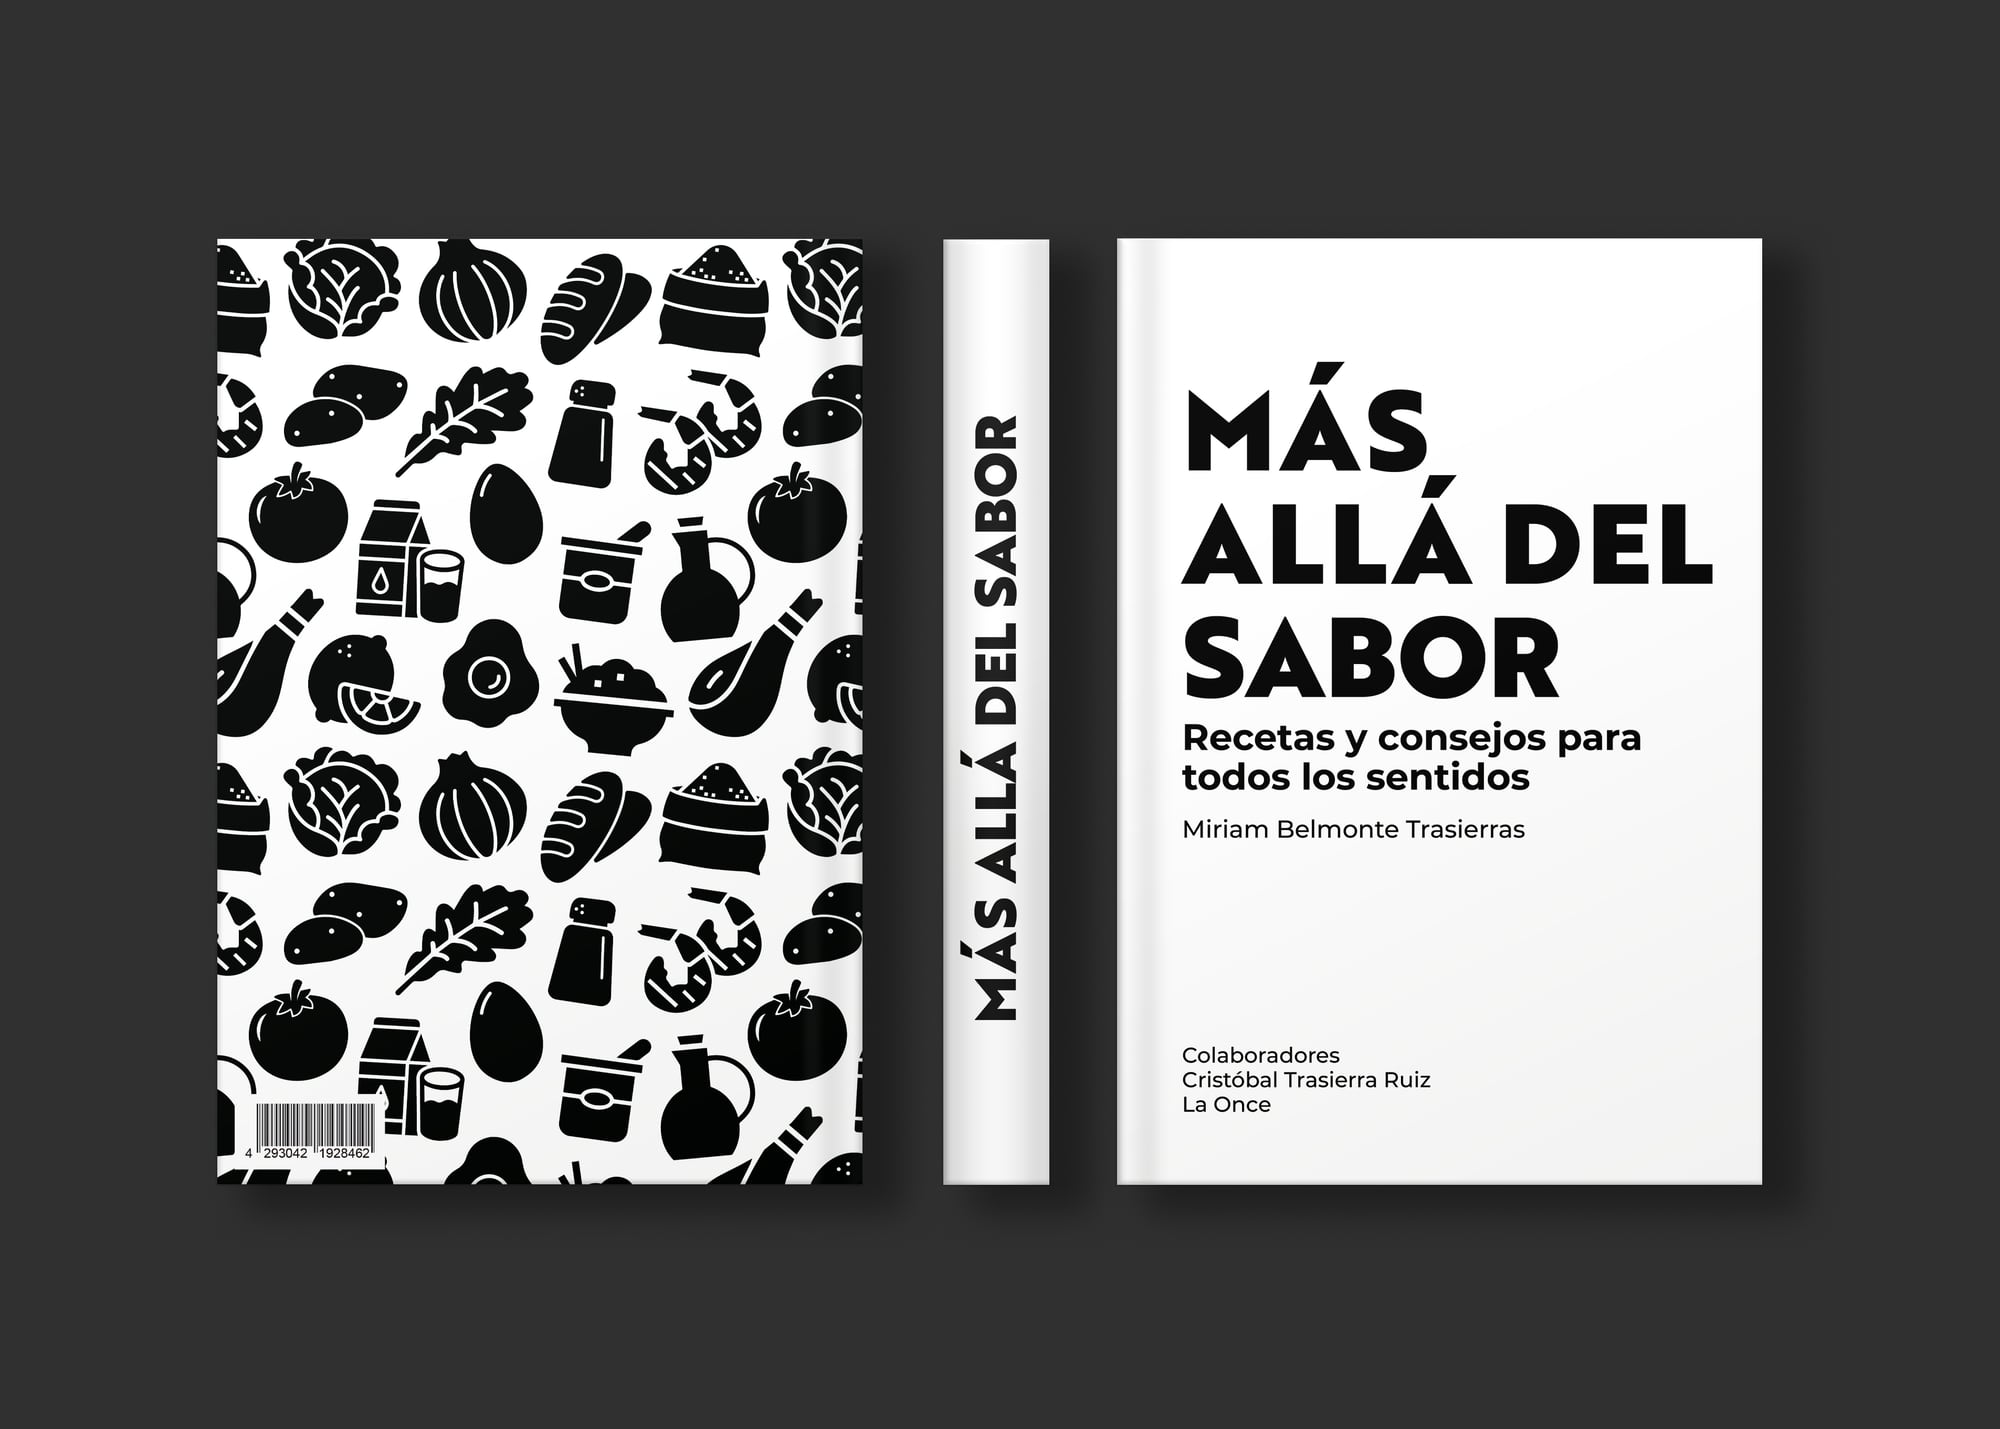 4 293042 1928462
MÁS ALLÁ DEL SABOR
MÁS
ALLÁ DEL
SABOR
Recetas y consejos para
todos los sentidos
Miriam Belmonte Trasierras
Colaboradores
Cristóbal Trasierra Ruiz
La Once